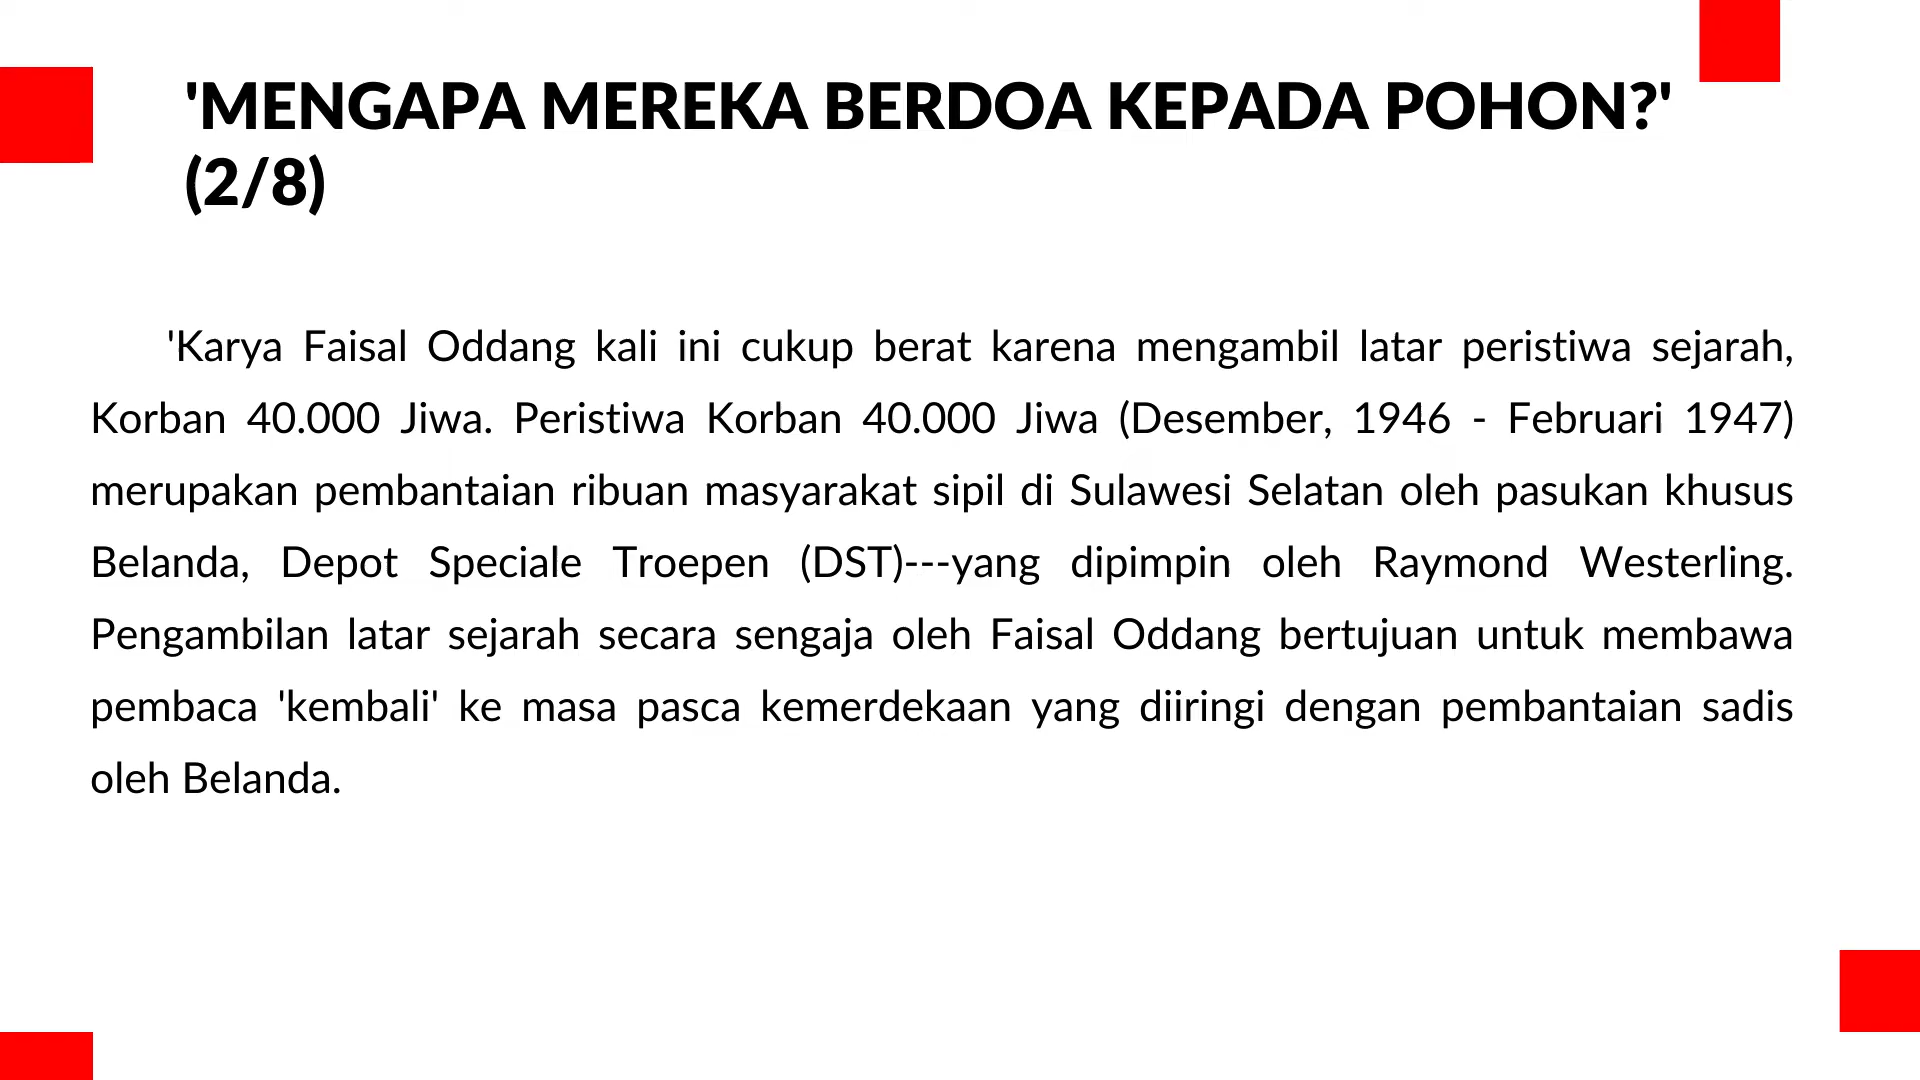 'MENGAPA MEREKA BERDOA KEPADA POHON?'
(2/8)
'Karya Faisal Oddang kali ini cukup berat karena mengambil latar peristiwa sejarah,
Korban 40.000 Jiwa. Peristiwa Korban 40.000 Jiwa (Desember, 1946 - Februari 1947)
merupakan pembantaian ribuan masyarakat sipil di Sulawesi Selatan oleh pasukan khusus
Belanda, Depot Speciale Troepen (DST)---yang dipimpin oleh Raymond Westerling.
Pengambilan latar sejarah secara sengaja oleh Faisal Oddang bertujuan untuk membawa
pembaca 'kembali' ke masa pasca kemerdekaan yang diiringi dengan pembantaian sadis
oleh Belanda.